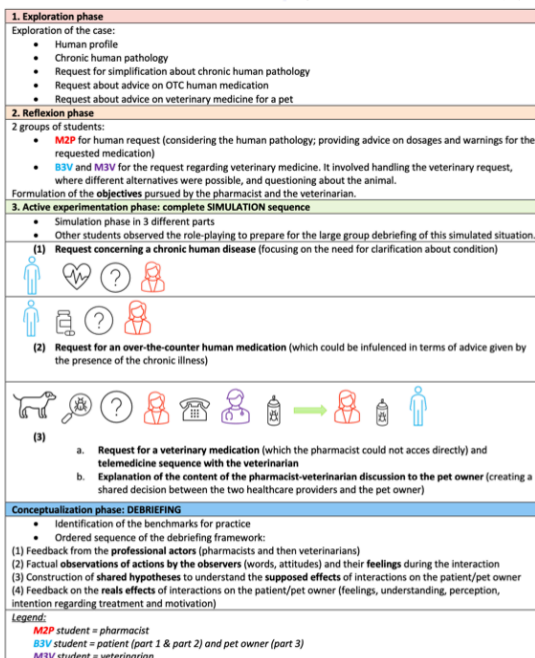 1. Exploration phase
Exploration of the case:
• Human profile
• Chronic human pathology
• Request for simplification about chronic human pathology
• Request about advice on OTC human medication
• Request about advice on veterinary medicine for a pet
2. Reflexion phase
2 groups of students:
• M2P for human request (considering the human pathology; providing advice on dosages and warnings for the
requested medication)
• B3V and M3V for the request regarding veterinary medicine. It involved handling the veterinary request,
where different alternatives were possible, and questioning about the animal.
Formulation of the objectives pursued by the pharmacist and the veterinarian.
3. Active experimentation phase: complete SIMULATION sequence
• Simulation phase in 3 different parts
• Other students observed the role-playing to prepare for the large group debriefing of this simulated situation.
(1) Request concerning a chronic human disease (focusing on the need for clarification about condition)
?
?
(2) Request for an over-the-counter human medication (which could be infulenced in terms of advice given by
the presence of the chronic illness)
?
(3)
a. Request for a veterinary medication (which the pharmacist could not acces directly) and
telemedicine sequence with the veterinarian
b. Explanation of the content of the pharmacist-veterinarian discussion to the pet owner (creating a
shared decision between the two healthcare providers and the pet owner)
Conceptualization phase: DEBRIEFING
• Identification of the benchmarks for practice
• Ordered sequence of the debriefing framework:
(1) Feedback from the professional actors (pharmacists and then veterinarians)
(2) Factual observations of actions by the observers (words, attitudes) and their feelings during the interaction
(3) Construction of shared hypotheses to understand the supposed effects of interactions on the patient/pet owner
(4) Feedback on the reals effects of interactions on the patient/pet owner (feelings, understanding, perception,
intention regarding treatment and motivation)
Legend:
M2P student = pharmacist
B3V student = patient (part 1 & part 2) and pet owner (part 3)
M3V student = veterinarian